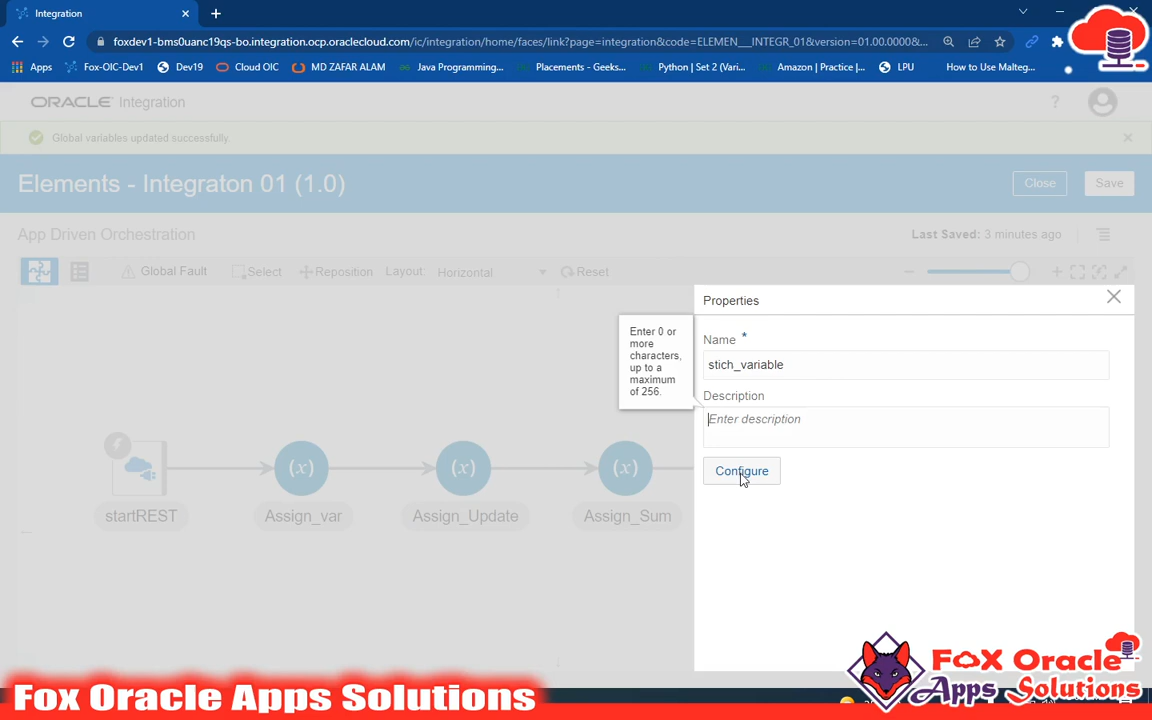 Integration
foxdev1-bms0uanc19qs-bo.integration.ocp.oraclecloud.com/ic/integration/home/faces/link?page=integration&code=ELEMEN__INTEGR_01&version=01.00.0000&...
Apps
Fox-OIC-Dev1
Dev19
Cloud OIC
MD ZAFAR ALAM
Java Programming...
Placements - Geeks...
Python | Set 2 (Vari...
Amazon | Practice |...
LPU
How to Use Malteg...
ORACLE Integration
Global variables updated successfully.
Elements - Integraton 01 (1.0)
Close
Save
App Driven Orchestration
Last Saved: 3 minutes ago
Global Fault
Select
Reposition
Layout:
Horizontal
Reset
Properties
Name *
stich_variable
Enter 0 or
more
characters,
up to a
maximum
of 256.
Description
Enter description
Configure
(x)
(x)
(x)
startREST
Assign_var
Assign_Update
Assign_Sum
Fox Oracle Apps Solutions
FOX Oracle
Apps Solutions